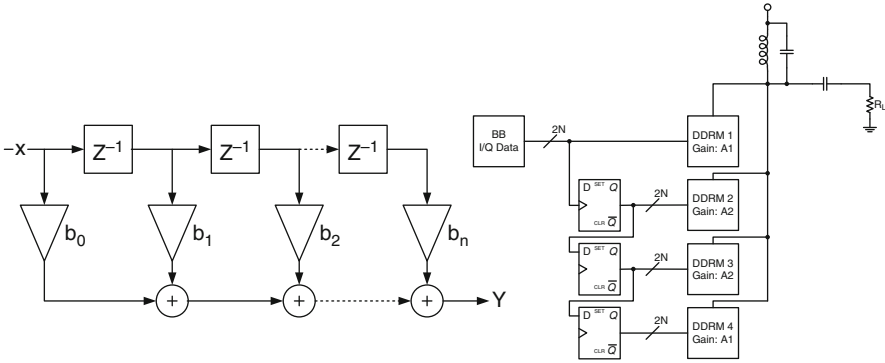 -x
Z-1
Z-1
Z-1
b0
b1
b2
bn
+
+
+
Y
BB
I/Q Data
2N
DDRM 1
Gain: A1
RL
D SET Q
CLR Q
2N
DDRM 2
Gain: A2
D SET Q
CLR Q
2N
DDRM 3
Gain: A2
D SET Q
CLR Q
2N
DDRM 4
Gain: A1